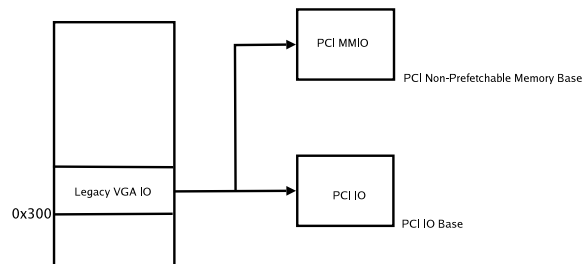 PCI MMIO
PCI Non-Prefetchable Memory Base
Legacy VGA IO
0x300
PCI IO
PCI IO Base